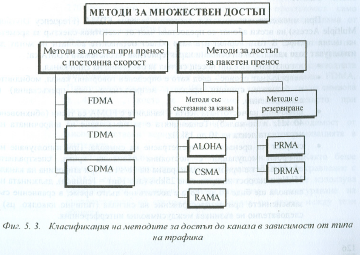 МЕТОДИ ЗА МНОЖЕСТВЕН ДОСТЪП
Методи за достъп при пренос
с постоянна скорост
Методи за достъп
за пакетен пренос
FDMA
TDMA
CDMA
Методи със
състезание за канал
Методи с
резервиране
ALOHA
CSMA
RAMA
PRMA
DRMA
Фиг. 5. 3. Класификация на методите за достъп до канала в зависимост от типа
на трафика